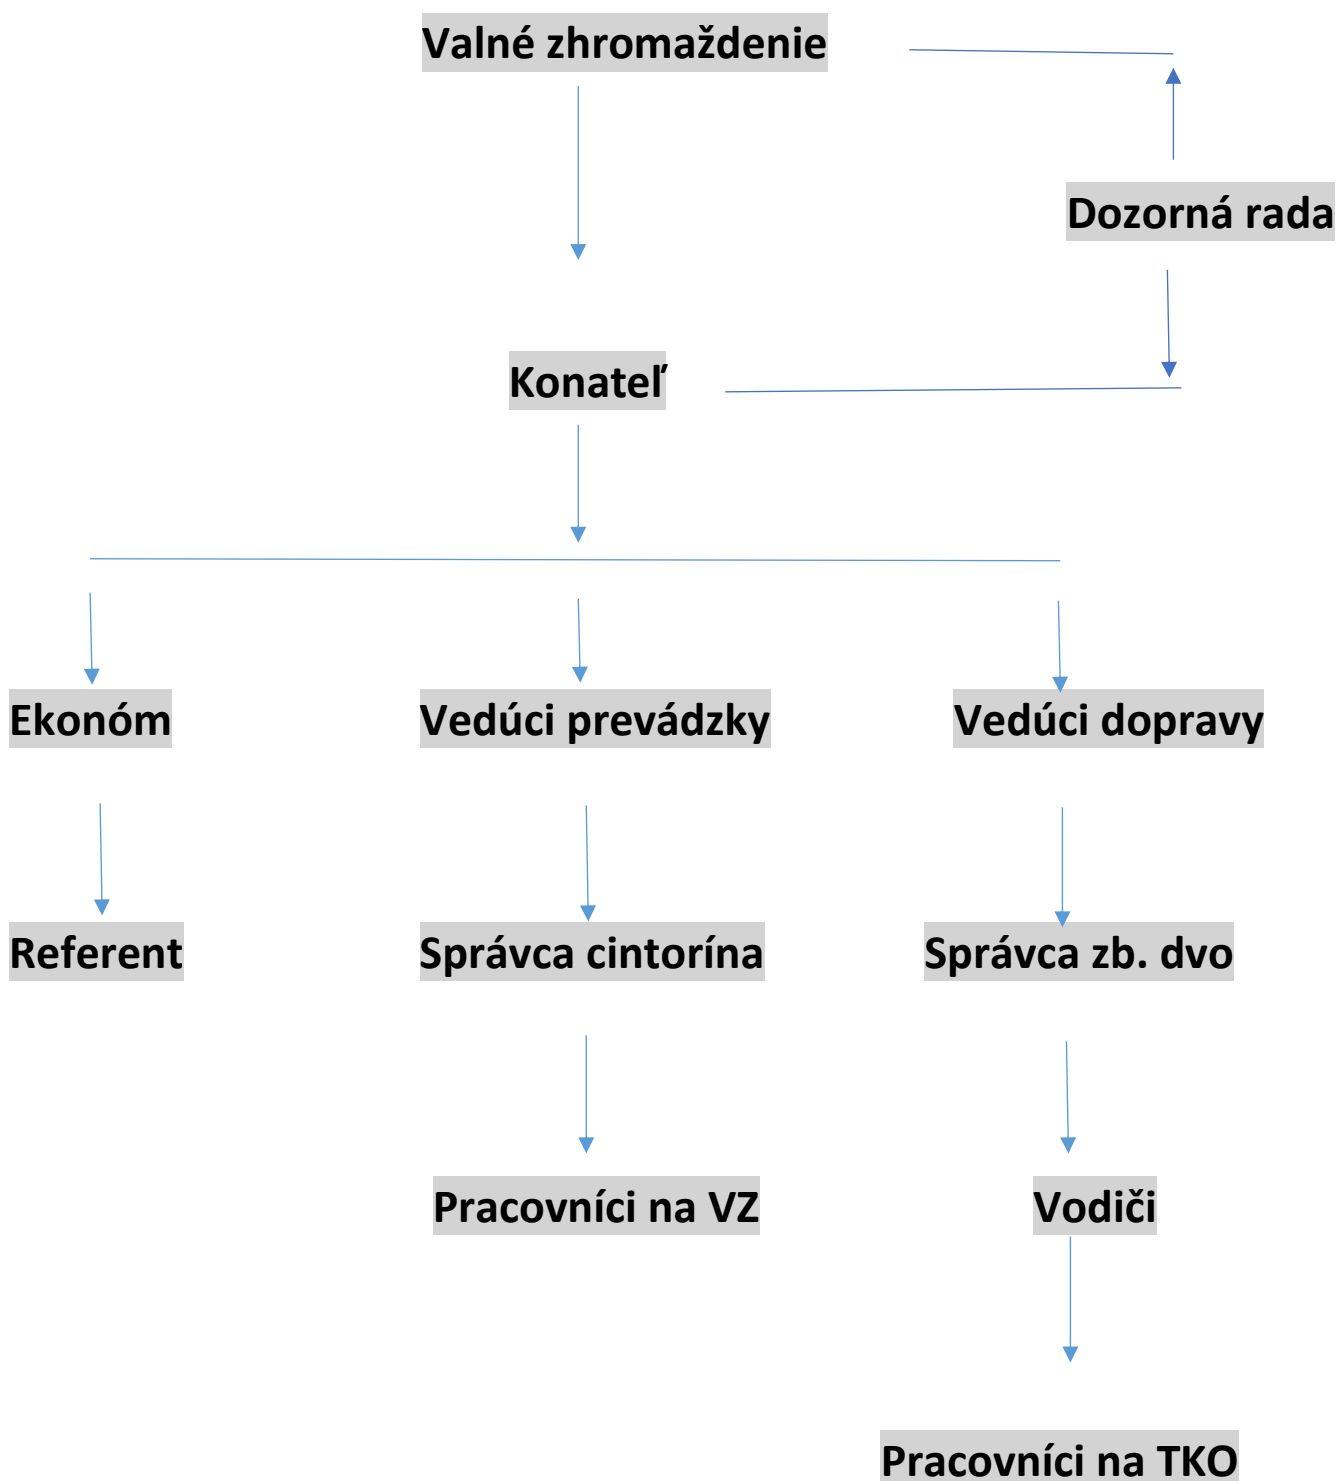 Valné zhromaždenie
Dozorná rada
Konateľ
Ekonóm
Vedúci prevádzky
Vedúci dopravy
Referent
Správca cintorína
Správca zb. dvo
Pracovníci na VZ
Vodiči
Pracovníci na TKO